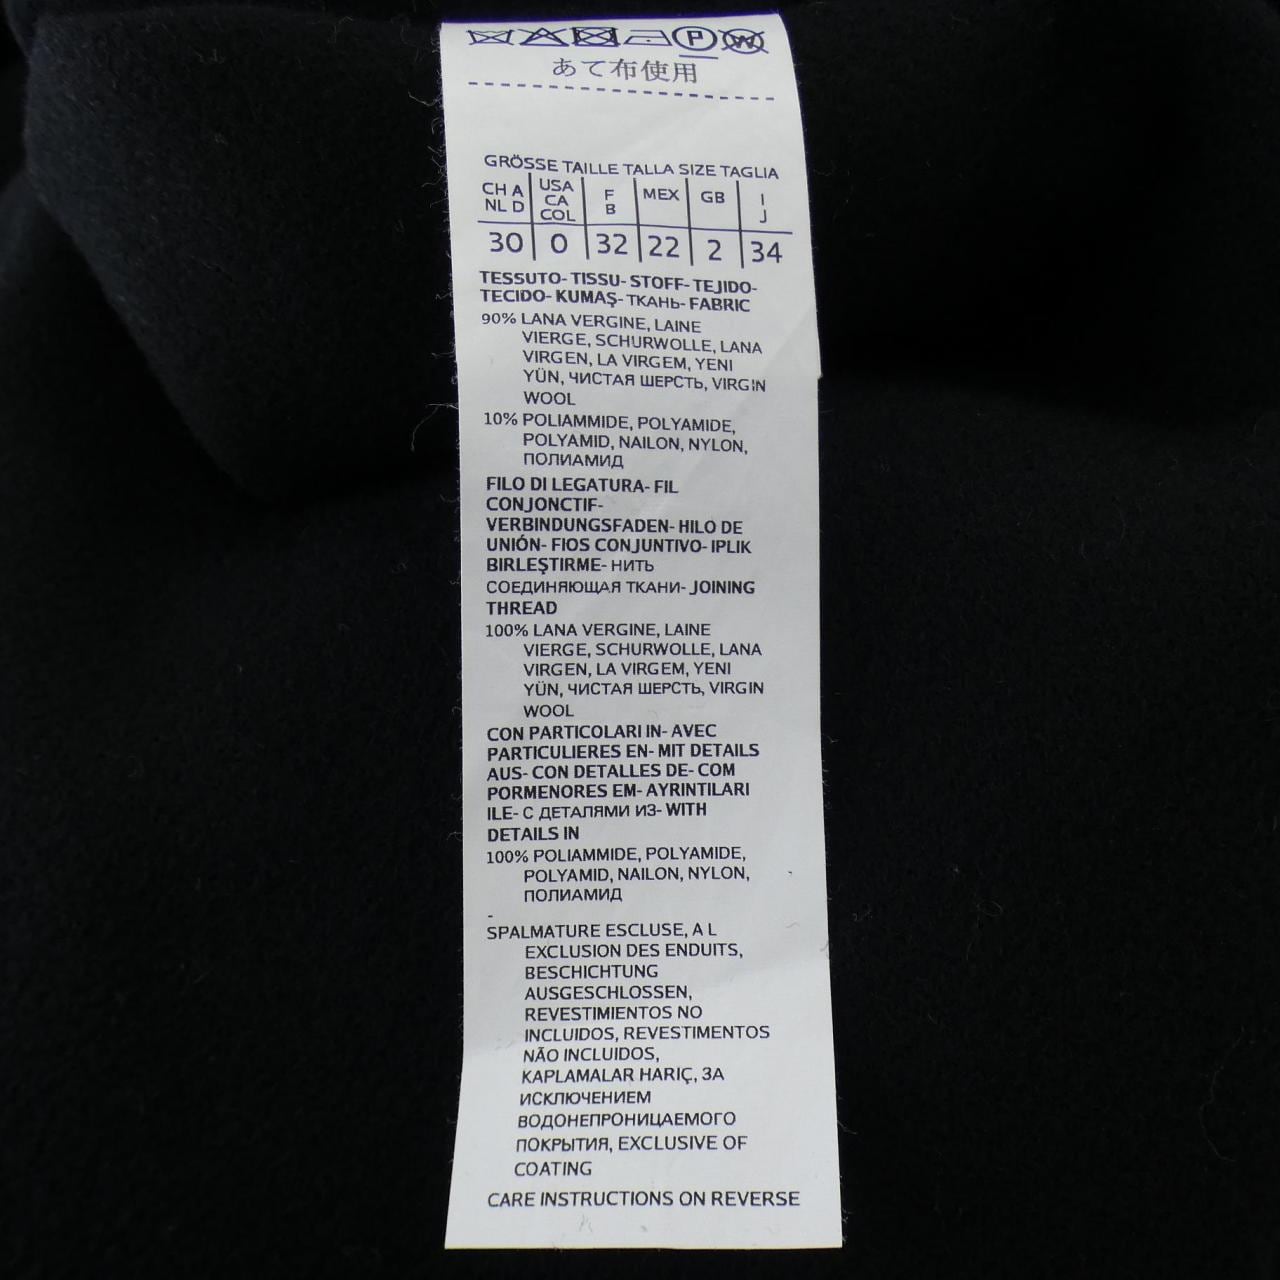 あて布使用
GRÖSSE TAILLE TALLA SIZE TAGLIA
CH A NL D USA CA COL F B MEX GB I J
30 0 32 22 2 34
TESSUTO- TISSU- STOFF- TEJIDO-
TECIDO- KUMAŞ- ТКАНЬ- FABRIC
90% LANA VERGINE, LAINE
VIERGE, SCHURWOLLE, LANA
VIRGEN, LA VIRGEM, YENI
YÜN, ЧИСТАЯ ШЕРСТЬ, VIRGIN
WOOL
10% POLIAMMIDE, POLYAMIDE,
POLYAMID, NAILON, NYLON,
ПОЛИАМИД
FILO DI LEGATURA- FIL
CONJONCTIF-
VERBINDUNGSFADEN- HILO DE
UNIÓN- FIOS CONJUNTIVO- IPLIK
BIRLEŞTIRME- НИТЬ
СОЕДИНЯЮЩАЯ ТКАНИ- JOINING
THREAD
100% LANA VERGINE, LAINE
VIERGE, SCHURWOLLE, LANA
VIRGEN, LA VIRGEM, YENI
YÜN, ЧИСТАЯ ШЕРСТЬ, VIRGIN
WOOL
CON PARTICOLARI IN- AVEC
PARTICULIERES EN- MIT DETAILS
AUS- CON DETALLES DE- COM
PORMENORES EM- AYRINTILARI
ILE- С ДЕТАЛЯМИ ИЗ- WITH
DETAILS IN
100% POLIAMMIDE, POLYAMIDE,
POLYAMID, NAILON, NYLON,
ПОЛИАМИД
-
SPALMATURE ESCLUSE, A L
EXCLUSION DES ENDUITS,
BESCHICHTUNG
AUSGESCHLOSSEN,
REVESTIMIENTOS NO
INCLUIDOS, REVESTIMENTOS
NÃO INCLUIDOS,
KAPLAMALAR HARIÇ, ЗА
ИСКЛЮЧЕНИЕМ
ВОДОНЕПРОНИЦАЕМОГО
ПОКРЫТИЯ, EXCLUSIVE OF
COATING
CARE INSTRUCTIONS ON REVERSE